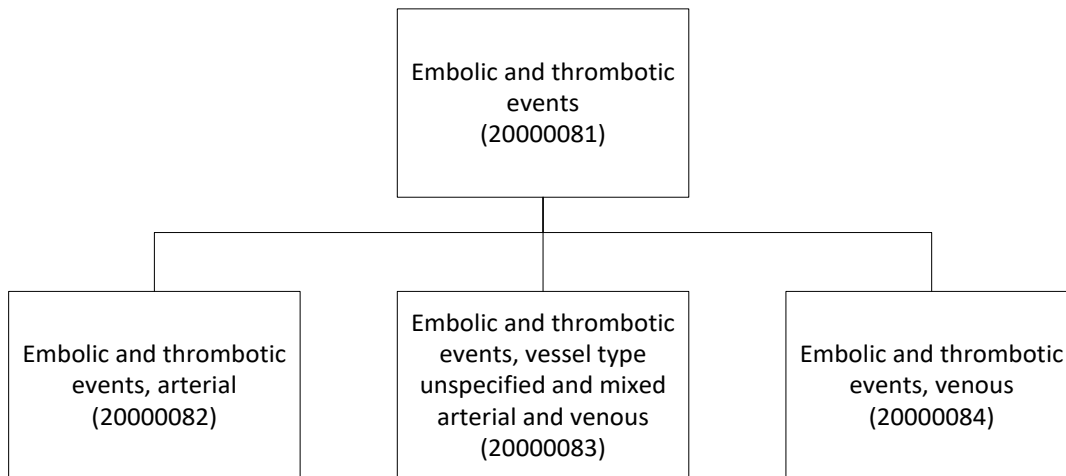 Embolic and thrombotic
events
(20000081)
Embolic and thrombotic
events, arterial
(20000082)
Embolic and thrombotic
events, vessel type
unspecified and mixed
arterial and venous
(20000083)
Embolic and thrombotic
events, venous
(20000084)